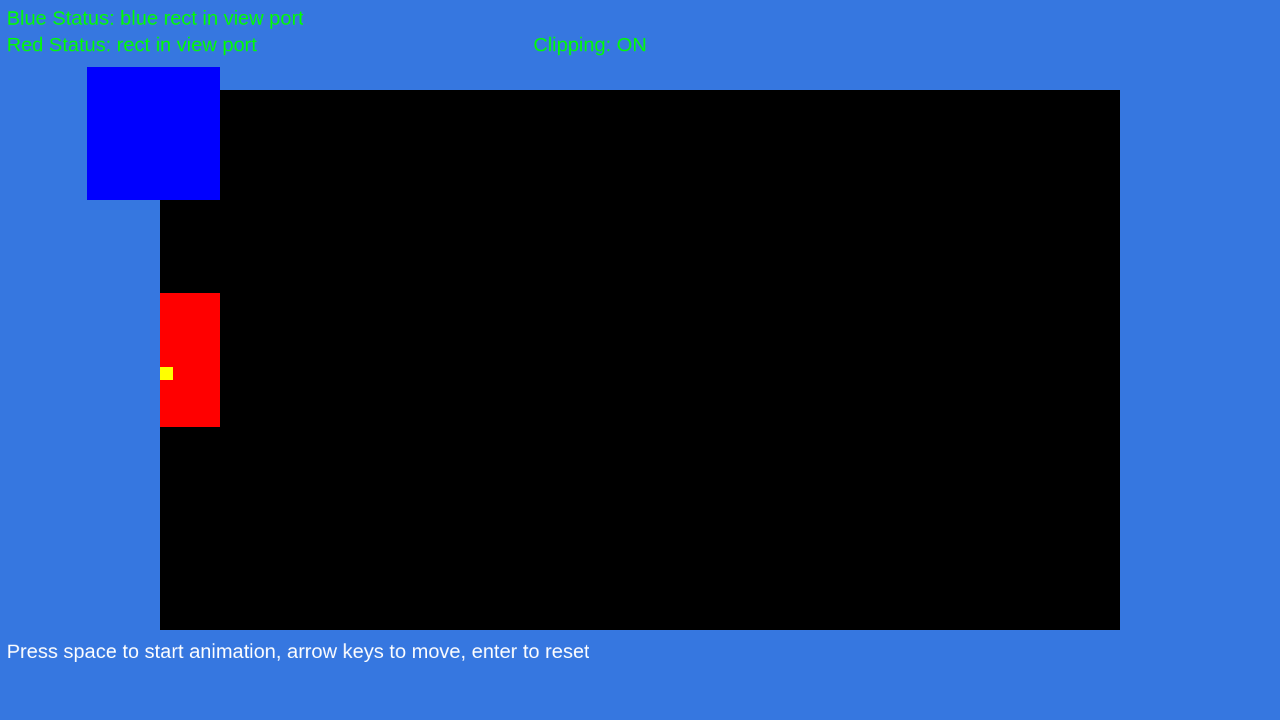 Blue Status: blue rect in view port
Red Status: rect in view port
Clipping: ON
Press space to start animation, arrow keys to move, enter to reset